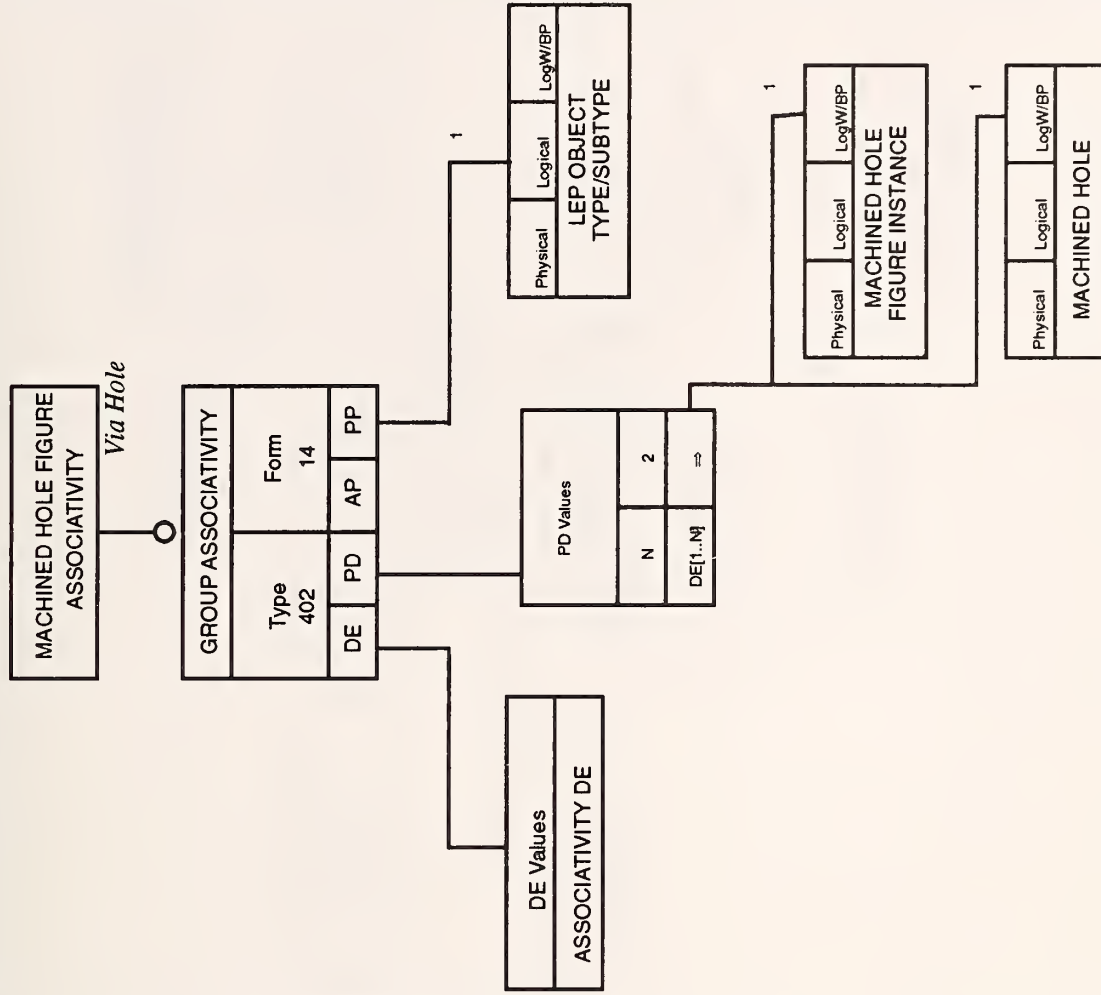 MACHINED HOLE FIGURE
ASSOCIATIVITY
Via Hole
GROUP ASSOCIATIVITY
Type
402
Form
14
DE
PD
AP
PP
DE Values
ASSOCIATIVITY DE
PD Values
N
2
DE[1..N]
⇒
1
Physical
Logical
LogW/BP
LEP OBJECT
TYPE/SUBTYPE
1
Physical
Logical
LogW/BP
MACHINED HOLE
FIGURE INSTANCE
1
Physical
Logical
LogW/BP
MACHINED HOLE